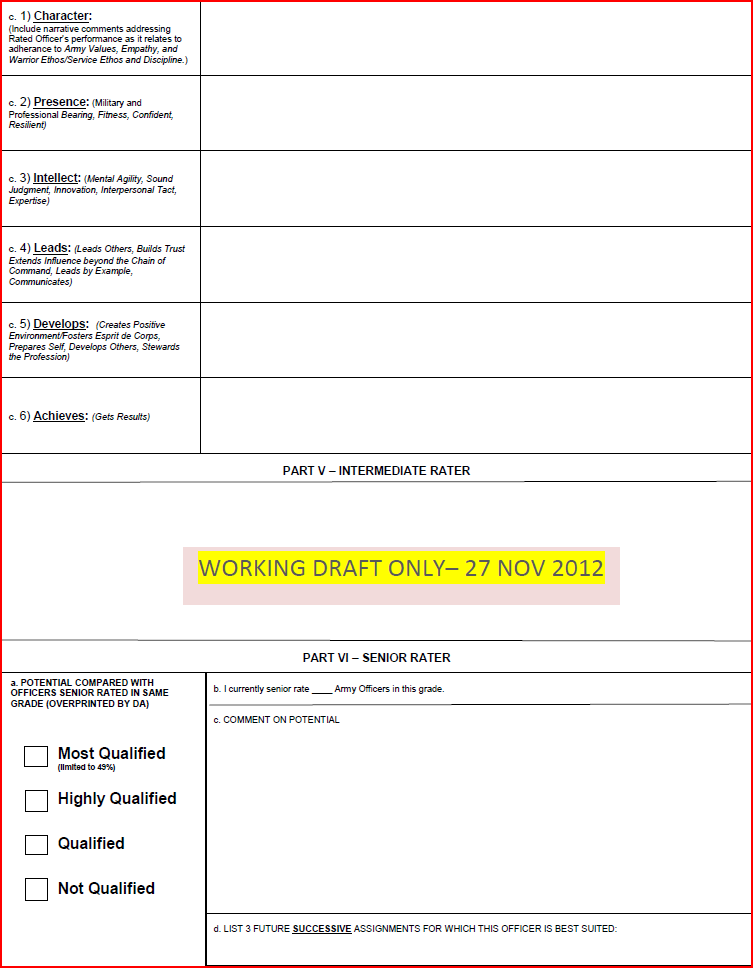 c. 1) Character:
(Include narrative comments addressing
Rated Officer's performance as it relates to
adherance to Army Values, Empathy, and
Warrior Ethos/Service Ethos and Discipline.)
c. 2) Presence: (Military and
Professional Bearing, Fitness, Confident,
Resilient)
c. 3) Intellect: (Mental Agility, Sound
Judgment, Innovation, Interpersonal Tact,
Expertise)
c. 4) Leads: (Leads Others, Builds Trust
Extends Influence beyond the Chain of
Command, Leads by Example,
Communicates)
c. 5) Develops: (Creates Positive
Environment/Fosters Esprit de Corps,
Prepares Self, Develops Others, Stewards
the Profession)
c. 6) Achieves: (Gets Results)
PART V – INTERMEDIATE RATER
WORKING DRAFT ONLY– 27 NOV 2012
PART VI – SENIOR RATER
a. POTENTIAL COMPARED WITH
OFFICERS SENIOR RATED IN SAME
GRADE (OVERPRINTED BY DA)
Most Qualified
(limited to 49%)
Highly Qualified
Qualified
Not Qualified
b. I currently senior rate ____ Army Officers in this grade.
c. COMMENT ON POTENTIAL
d. LIST 3 FUTURE SUCCESSIVE ASSIGNMENTS FOR WHICH THIS OFFICER IS BEST SUITED: